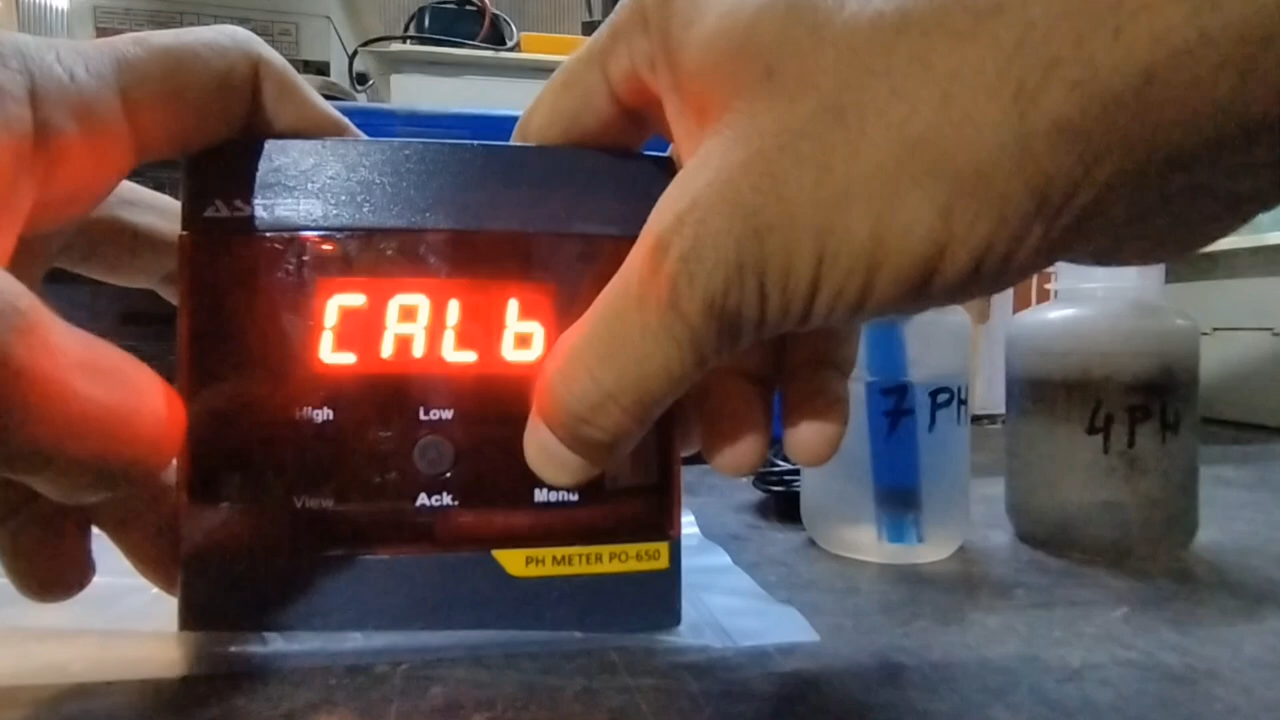 CALb
High
Low
View
Ack.
Menu
PH METER PO-650
7 PH
4 PH